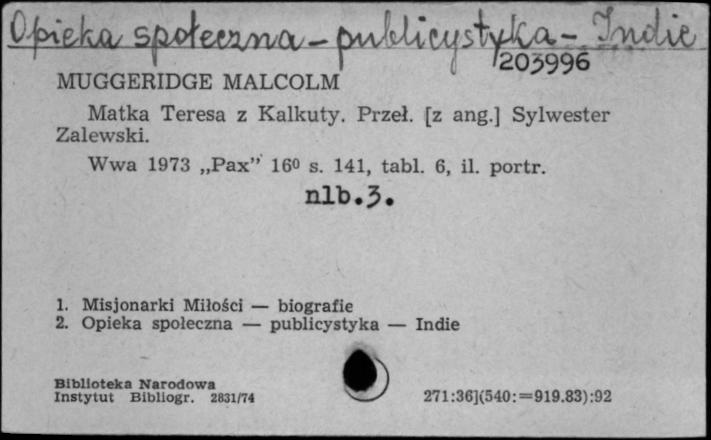 Opieka społeczna – publicystyka – Indie
203996
MUGGERIDGE MALCOLM
Matka Teresa z Kalkuty. Przeł. [z ang.] Sylwester
Zalewski.
Wwa 1973 „Pax” 16⁰ s. 141, tabl. 6, il. portr.
nlb.3.
1. Misjonarki Miłości — biografie
2. Opieka społeczna — publicystyka — Indie
Biblioteka Narodowa
Instytut Bibliogr. 2831/74
271:36](540:=919.83):92